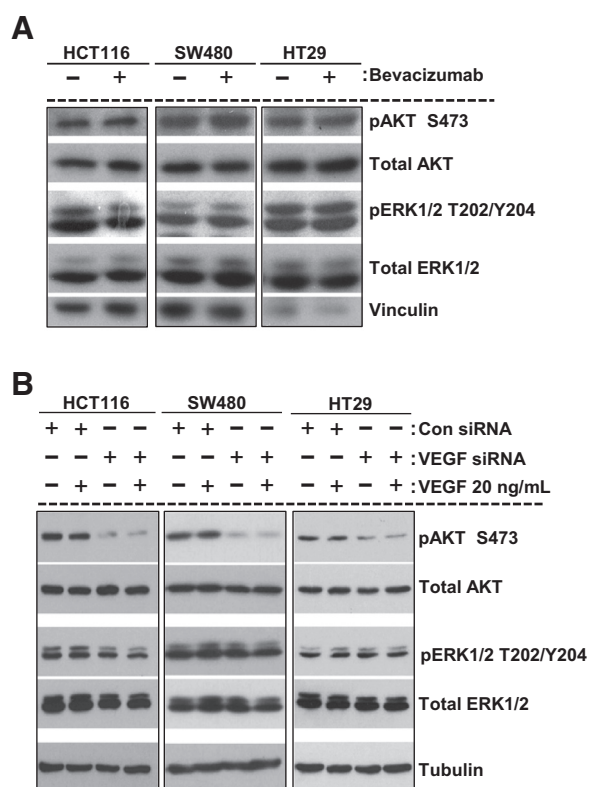 A
HCT116 SW480 HT29
– + – + – + :Bevacizumab
pAKT S473
Total AKT
pERK1/2 T202/Y204
Total ERK1/2
Vinculin
B
HCT116 SW480 HT29
+ + – – + + – – + + – – :Con siRNA
– – + + – – + + – – + + :VEGF siRNA
– + – + – + – + – + – + :VEGF 20 ng/mL
pAKT S473
Total AKT
pERK1/2 T202/Y204
Total ERK1/2
Tubulin